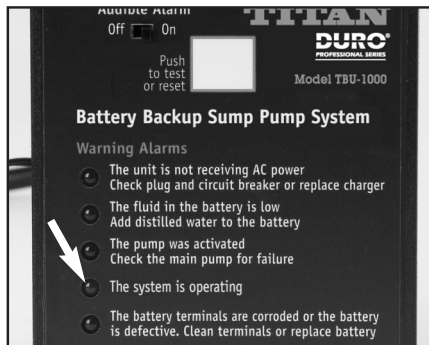 Audible Alarm
Off On
TITAN
DURO®
PROFESSIONAL SERIES
Push
to test
or reset
Model TBU-1000
Battery Backup Sump Pump System
Warning Alarms
The unit is not receiving AC power
Check plug and circuit breaker or replace charger
The fluid in the battery is low
Add distilled water to the battery
The pump was activated
Check the main pump for failure
The system is operating
The battery terminals are corroded or the battery
is defective. Clean terminals or replace battery